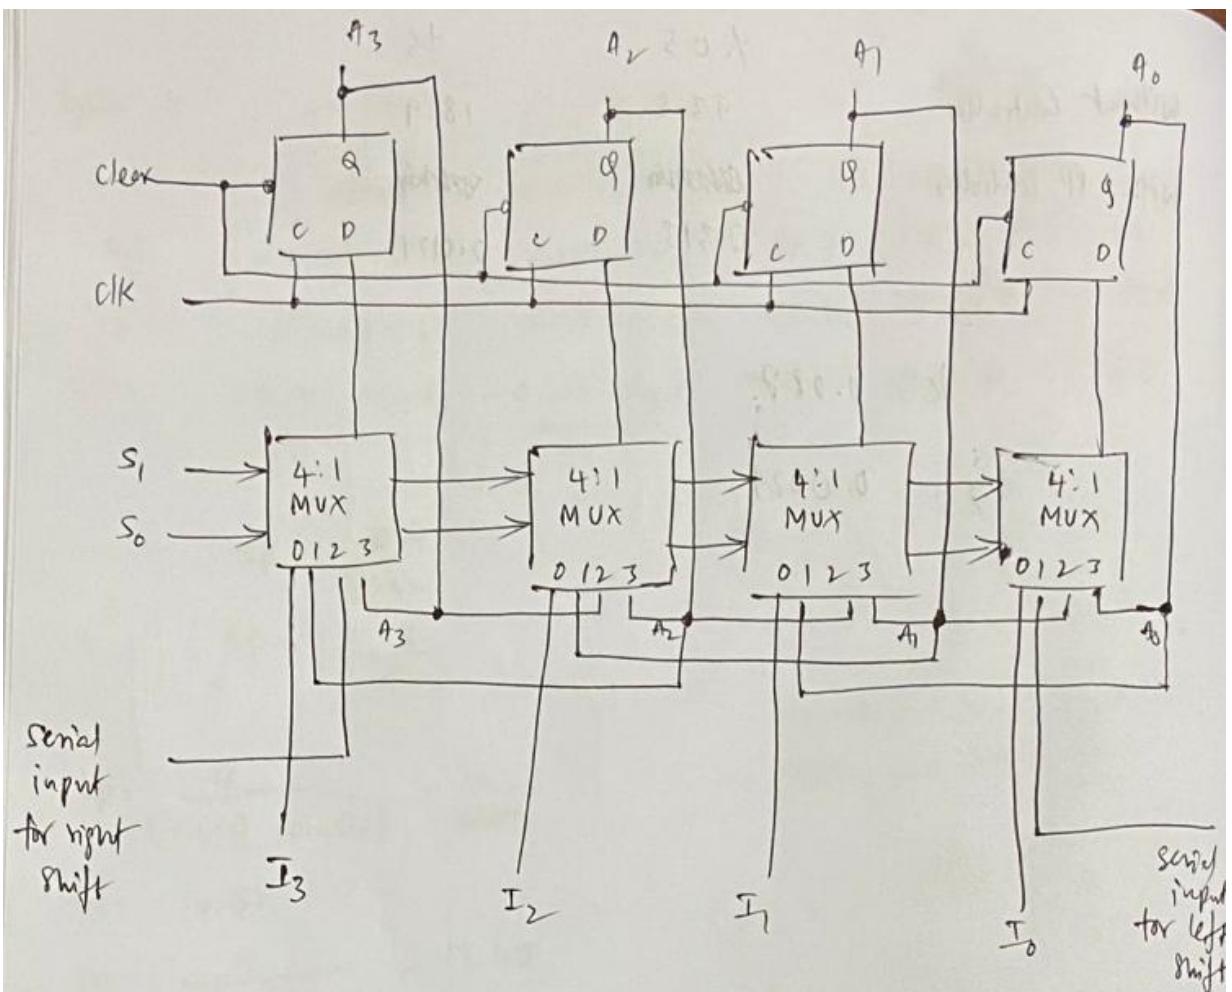 A3
A2
A1
A0
Clear
Q
Q
Q
Q
C D
C D
C D
C D
Clk
S1
S0
4:1
MUX
0 1 2 3
4:1
MUX
0 1 2 3
4:1
MUX
0 1 2 3
4:1
MUX
0 1 2 3
A3
A2
A1
A0
serial
input
for right
shift
I3
I2
I1
I0
serial
input
for left
shift